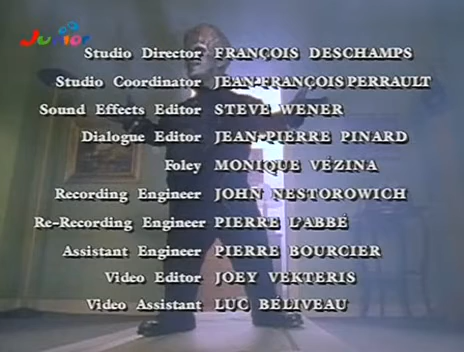 Junior
Studio Director FRANÇOIS DESCHAMPS
Studio Coordinator JEAN-FRANÇOIS PERRAULT
Sound Effects Editor STEVE WENER
Dialogue Editor JEAN-PIERRE PINARD
Foley MONIQUE VÉZINA
Recording Engineer JOHN NESTOROWICH
Re-Recording Engineer PIERRE L'ABBÉ
Assistant Engineer PIERRE BOURCIER
Video Editor JOEY VEKTERIS
Video Assistant LUC BÉLIVEAU